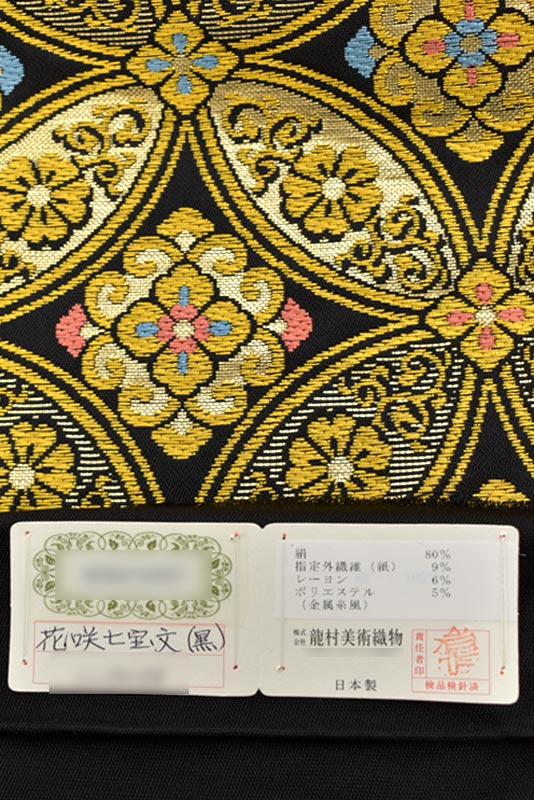 花咲七宝文(黒)
絹 80%
指定外繊維(紙) 9%
レーヨン 6%
ポリエステル 5%
(金属糸風)
株式会社 龍村美術織物
日本製
責任者印
検品検針済